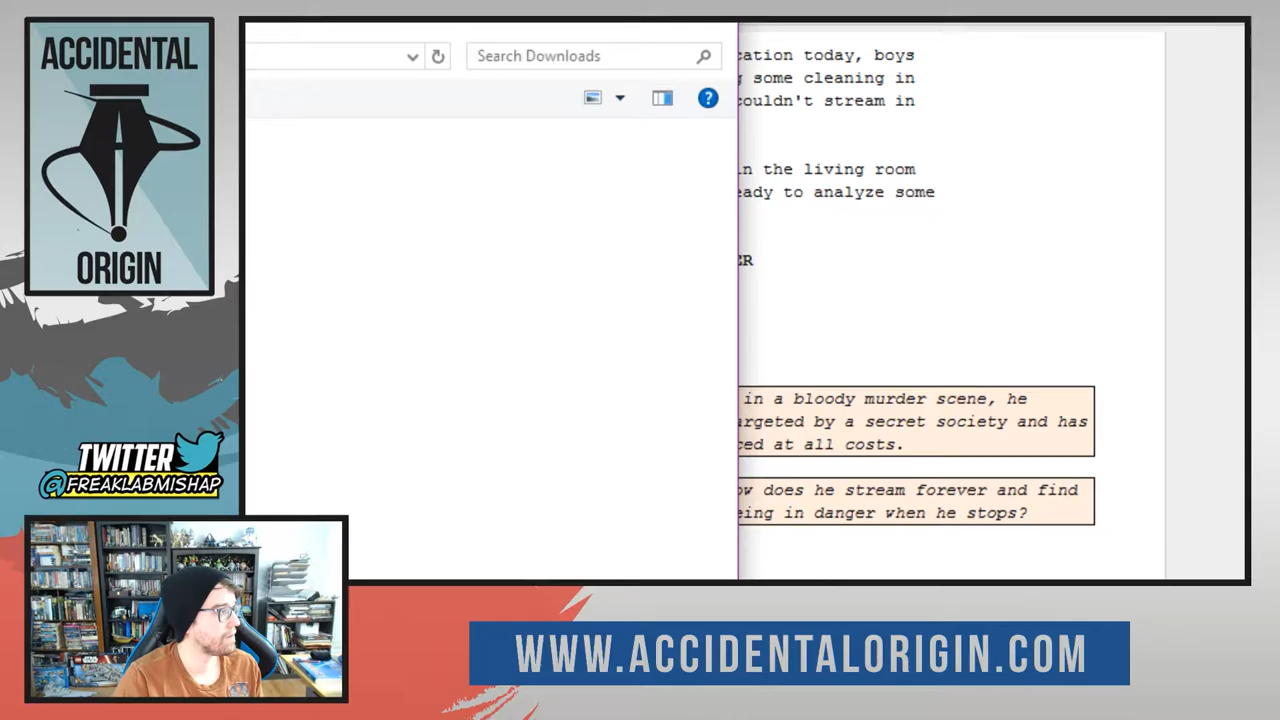 ACCIDENTAL
ORIGIN
Search Downloads
?
cation today, boys
some cleaning in
couldn't stream in
in the living room
eady to analyze some
ER
in a bloody murder scene, he
argeted by a secret society and has
ced at all costs.
ow does he stream forever and find
eing in danger when he stops?
TWITTER
@FREAKLABMISHAP
WWW.ACCIDENTALORIGIN.COM